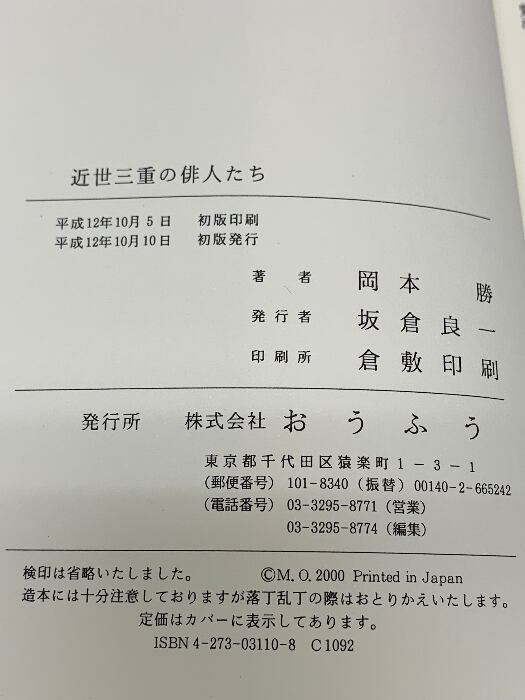 近世三重の俳人たち
平成12年10月5日 初版印刷
平成12年10月10日 初版発行
著者 岡本 勝
発行者 坂倉良一
印刷所 倉敷印刷
発行所 株式会社 おうふう
東京都千代田区猿楽町1-3-1
(郵便番号) 101-8340 (振替) 00140-2-665242
(電話番号) 03-3295-8771 (営業)
03-3295-8774 (編集)
検印は省略いたしました。 ©M.O.2000 Printed in Japan
造本には十分注意しておりますが落丁乱丁の際はおとりかえいたします。
定価はカバーに表示してあります。
ISBN4-273-03110-8 C1092